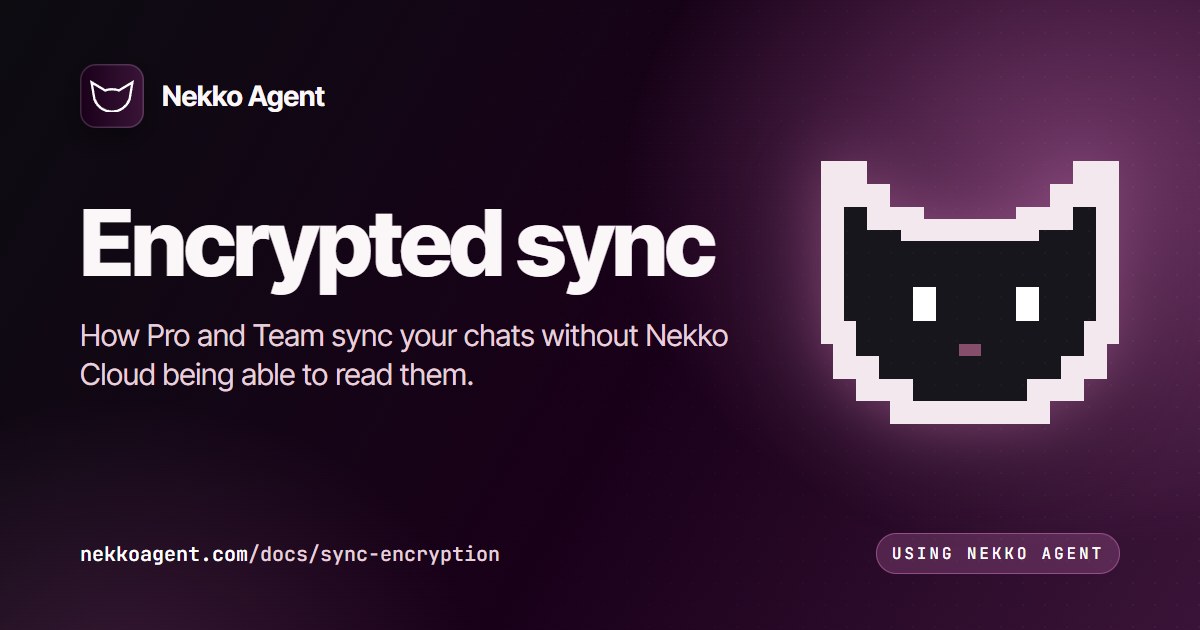 Nekko Agent
Encrypted sync
How Pro and Team sync your chats without Nekko
Cloud being able to read them.
nekkoagent.com/docs/sync-encryption
USING NEKKO AGENT